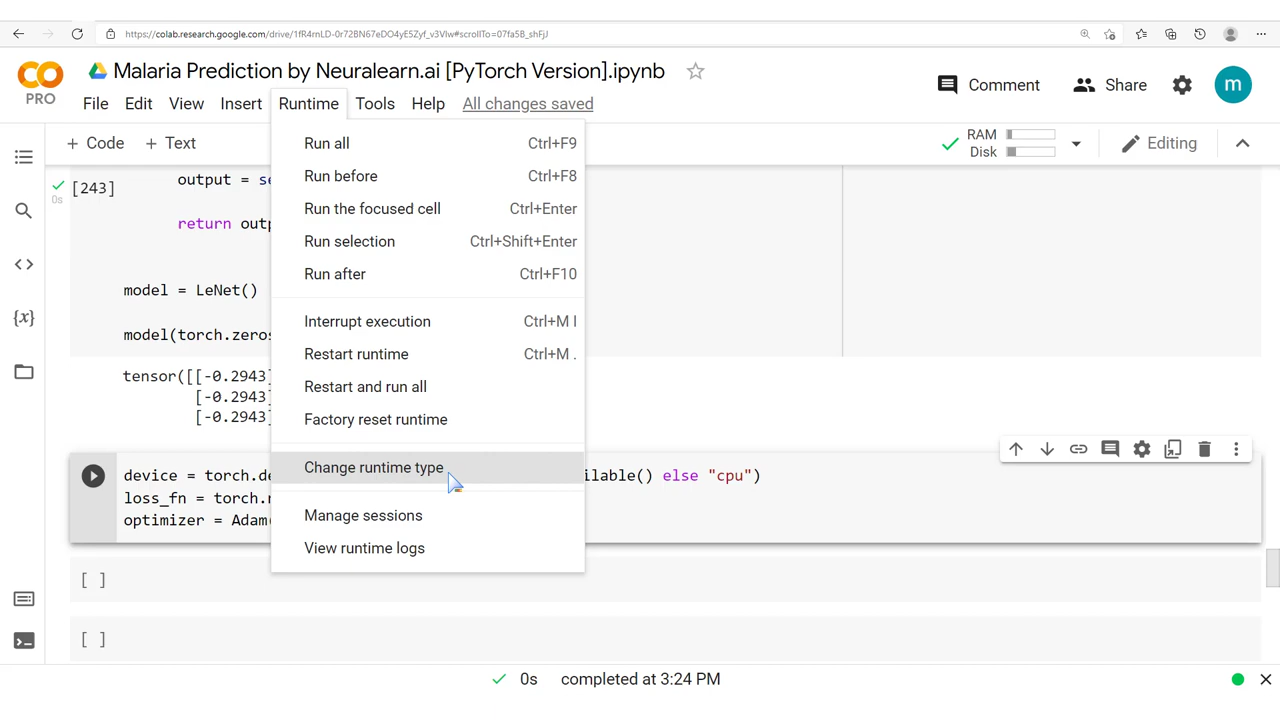 https://colab.research.google.com/drive/1fR4rnLD-0r72BN67eDO4yE5Zyf_v3VIw#scrollTo=07fa5B_shFjJ
PRO
Malaria Prediction by Neuralearn.ai [PyTorch Version].ipynb
File Edit View Insert Runtime Tools Help All changes saved
Comment Share m
+ Code + Text
RAM
Disk
Editing
Run all Ctrl+F9
Run before Ctrl+F8
Run the focused cell Ctrl+Enter
Run selection Ctrl+Shift+Enter
Run after Ctrl+F10
Interrupt execution Ctrl+M I
Restart runtime Ctrl+M .
Restart and run all
Factory reset runtime
Change runtime type
Manage sessions
View runtime logs
{x}
0s
[243]
output = se
return outp
model = LeNet()
model(torch.zeros
tensor([[-0.2943]
[-0.2943]
[-0.2943]
device = torch.de ilable() else "cpu")
loss_fn = torch.n
optimizer = Adam(
[ ]
[ ]
0s completed at 3:24 PM